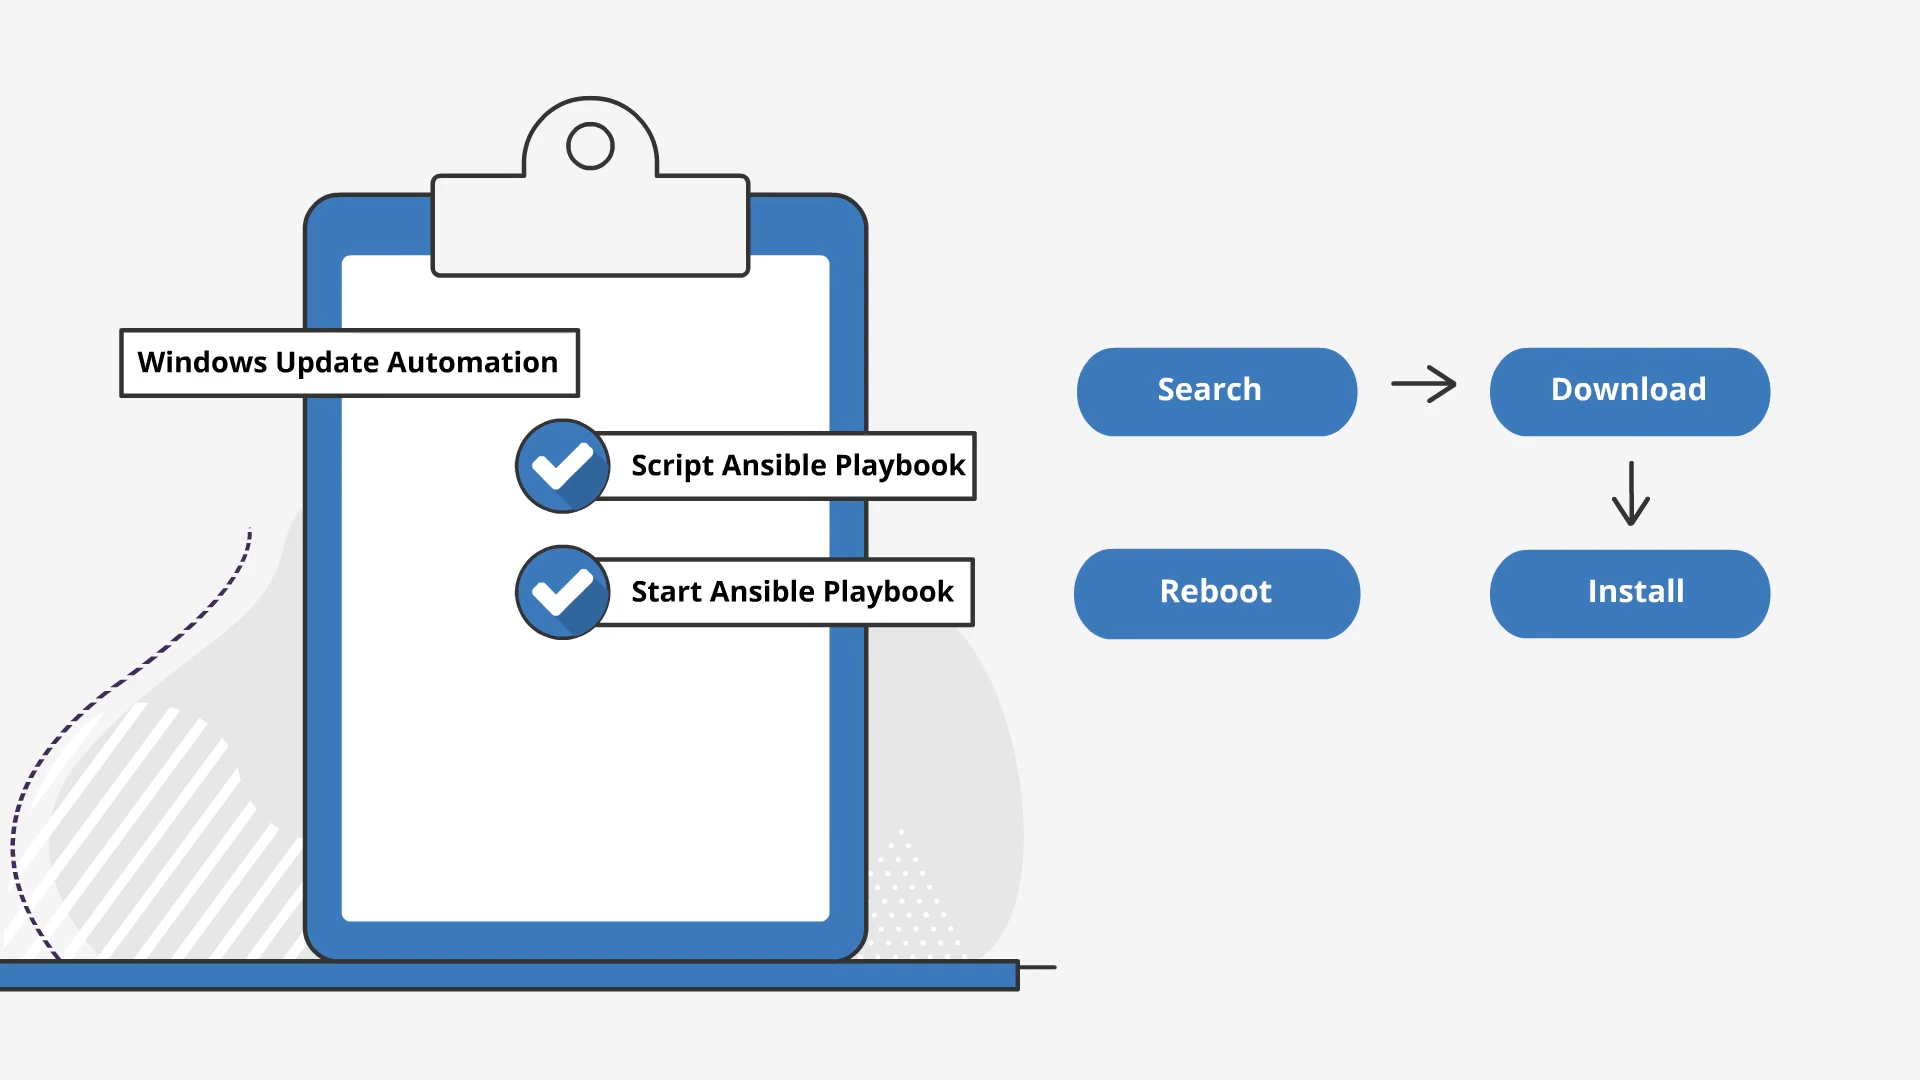 Windows Update Automation
Script Ansible Playbook
Start Ansible Playbook
Search
Download
Reboot
Install